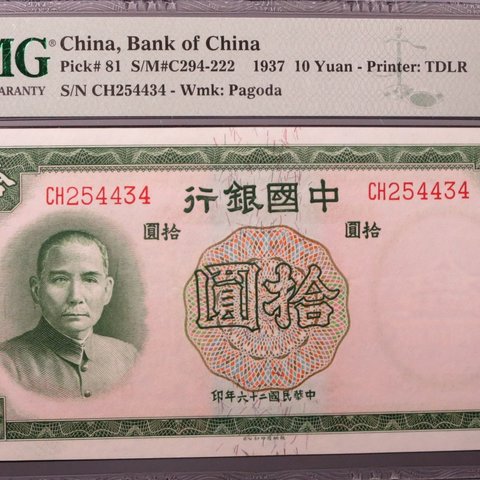 MG®
ARRANTY
China, Bank of China
Pick# 81 S/M#C294-222 1937 10 Yuan - Printer: TDLR
S/N CH254434 - Wmk: Pagoda
CH254434
中國銀行
CH254434
拾圓
拾圓
拾圓
中華民國二十六年印